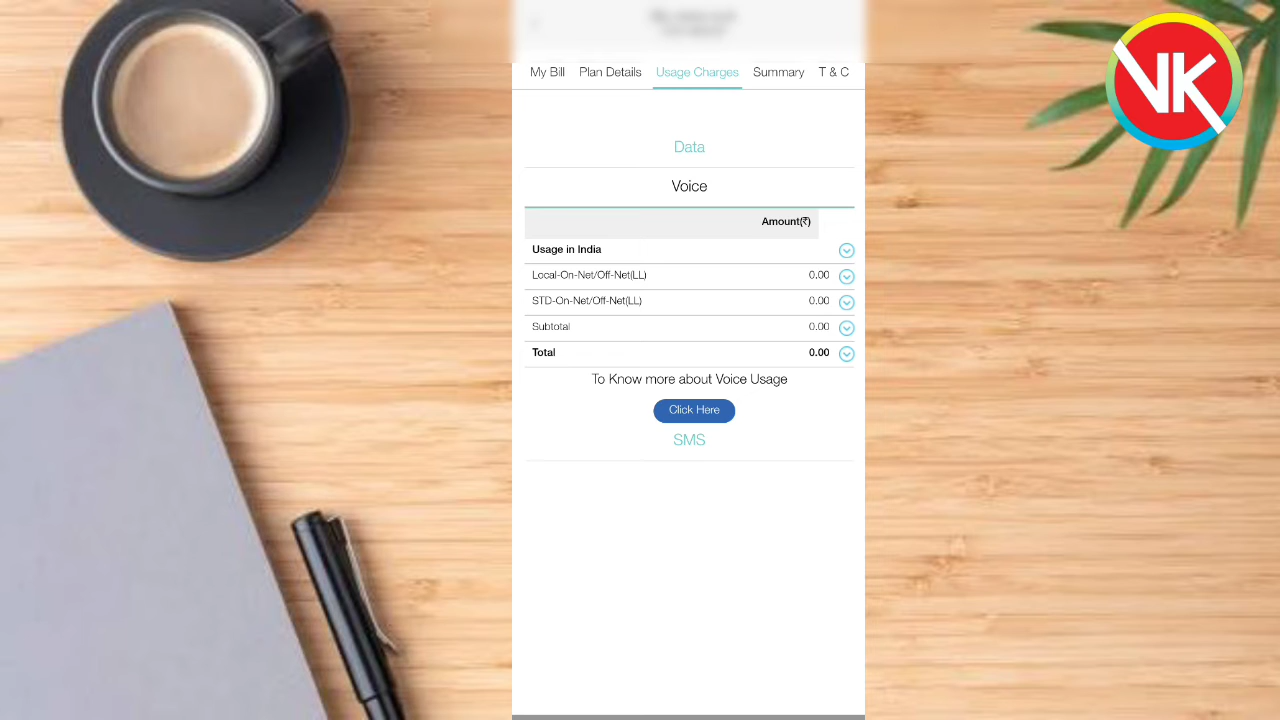 VK
My Bill Plan Details Usage Charges Summary T & C
Data
Voice
Amount(₹)
Usage in India
Local-On-Net/Off-Net(LL) 0.00
STD-On-Net/Off-Net(LL) 0.00
Subtotal 0.00
Total 0.00
To Know more about Voice Usage
Click Here
SMS